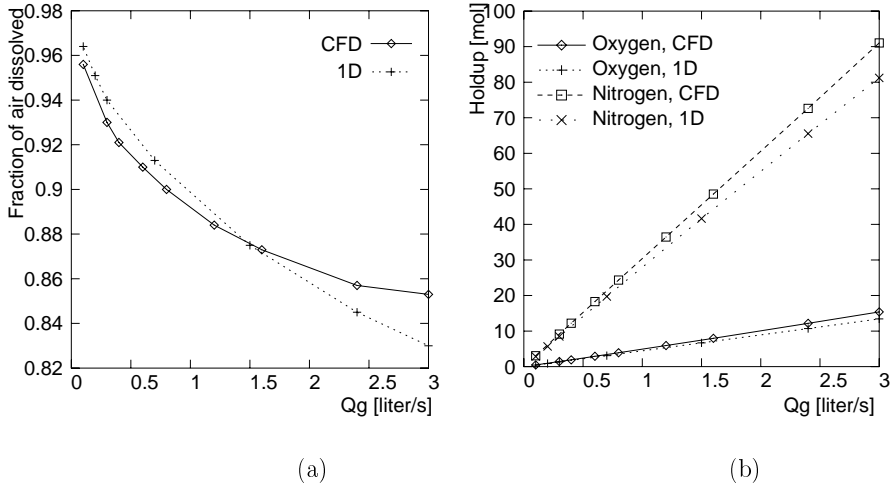 Fraction of air dissolved
0.98
0.96
0.94
0.92
0.9
0.88
0.86
0.84
0.82
CFD
1D
0 0.5 1 1.5 2 2.5 3
Qg [liter/s]
(a)
Holdup [mol]
100
90
80
70
60
50
40
30
20
10
0
Oxygen, CFD
Oxygen, 1D
Nitrogen, CFD
Nitrogen, 1D
0 0.5 1 1.5 2 2.5 3
Qg [liter/s]
(b)